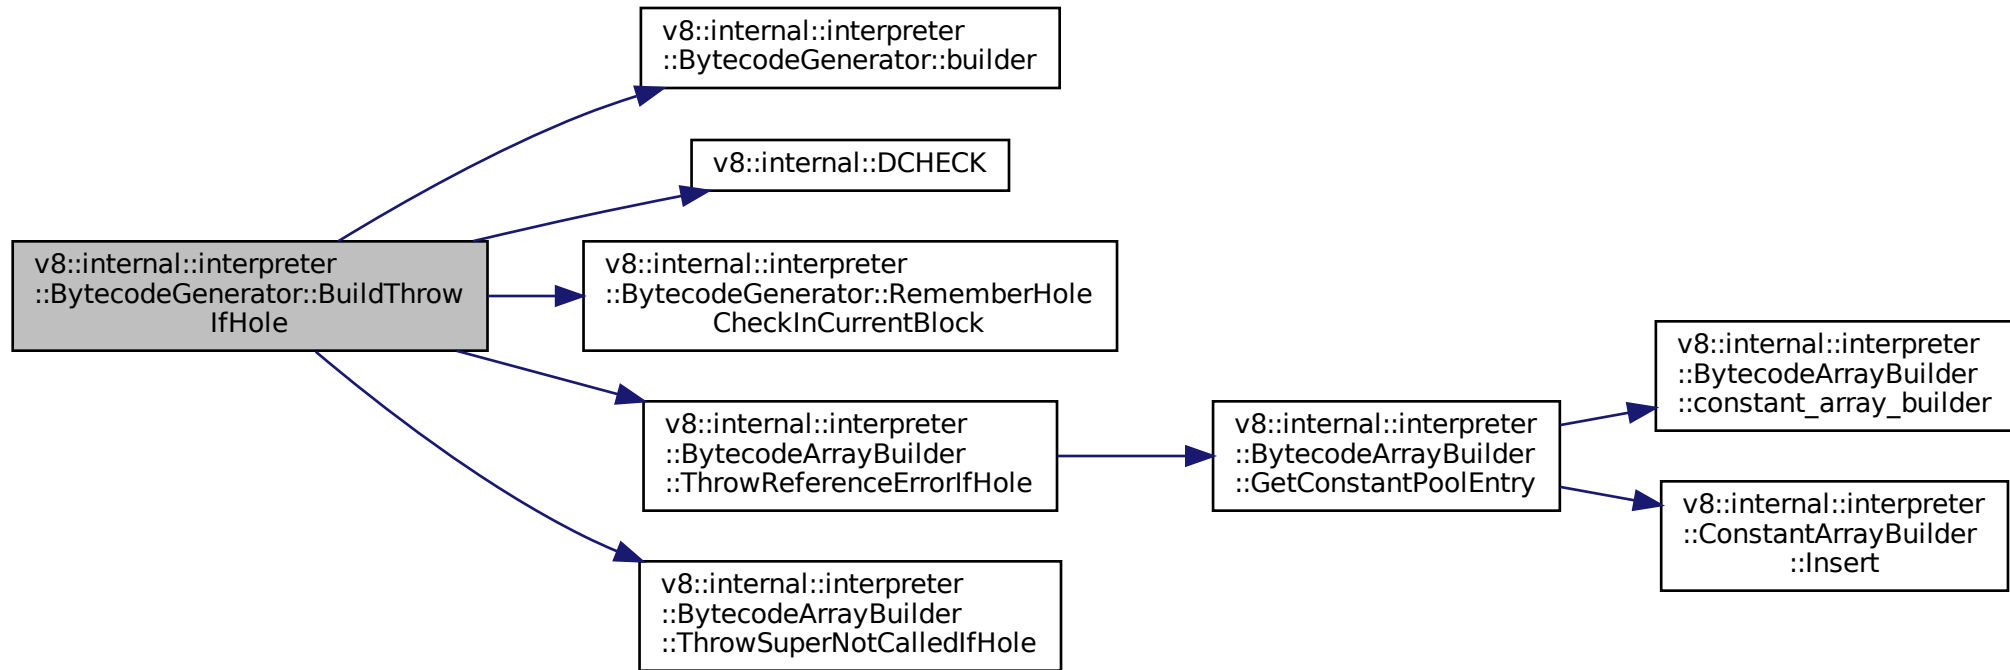 v8::internal::interpreter
::BytecodeGenerator::BuildThrow
IfHole
v8::internal::interpreter
::BytecodeGenerator::builder
v8::internal::DCHECK
v8::internal::interpreter
::BytecodeGenerator::RememberHole
CheckInCurrentBlock
v8::internal::interpreter
::BytecodeArrayBuilder
::ThrowReferenceErrorIfHole
v8::internal::interpreter
::BytecodeArrayBuilder
::ThrowSuperNotCalledIfHole
v8::internal::interpreter
::BytecodeArrayBuilder
::GetConstantPoolEntry
v8::internal::interpreter
::BytecodeArrayBuilder
::constant_array_builder
v8::internal::interpreter
::ConstantArrayBuilder
::Insert